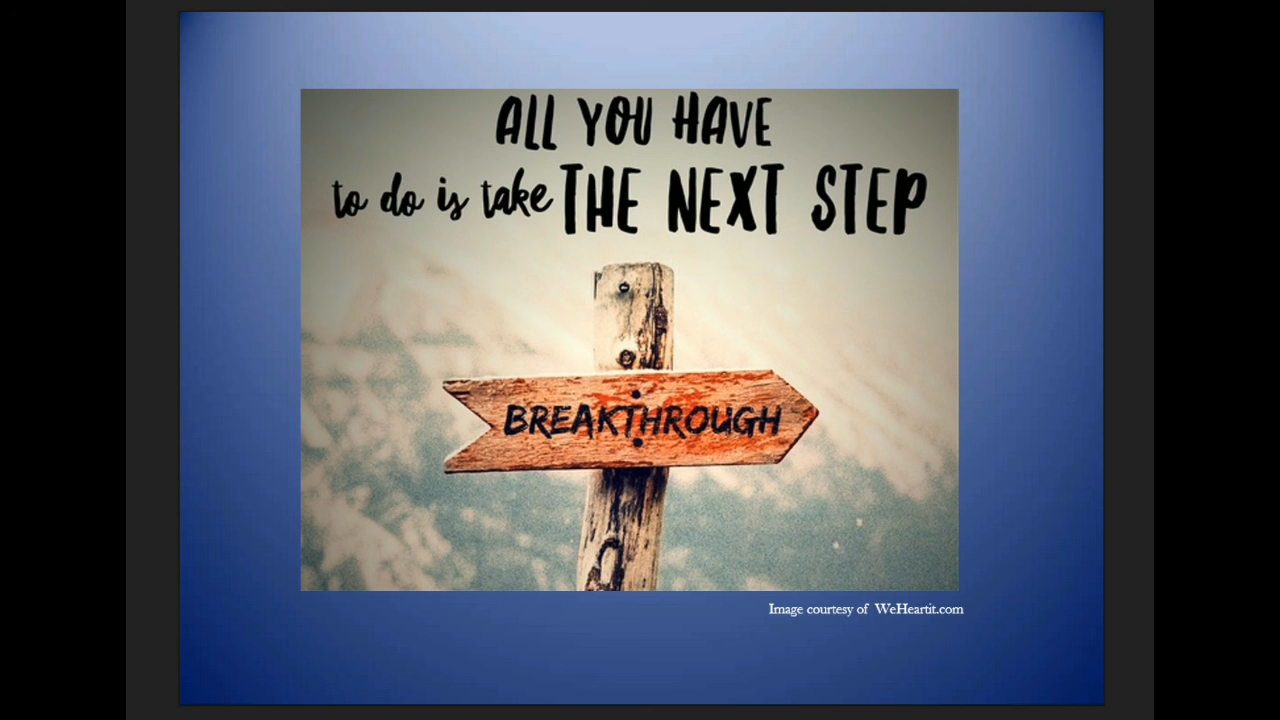 ALL YOU HAVE
to do is take THE NEXT STEP
BREAKTHROUGH
Image courtesy of WeHeartit.com